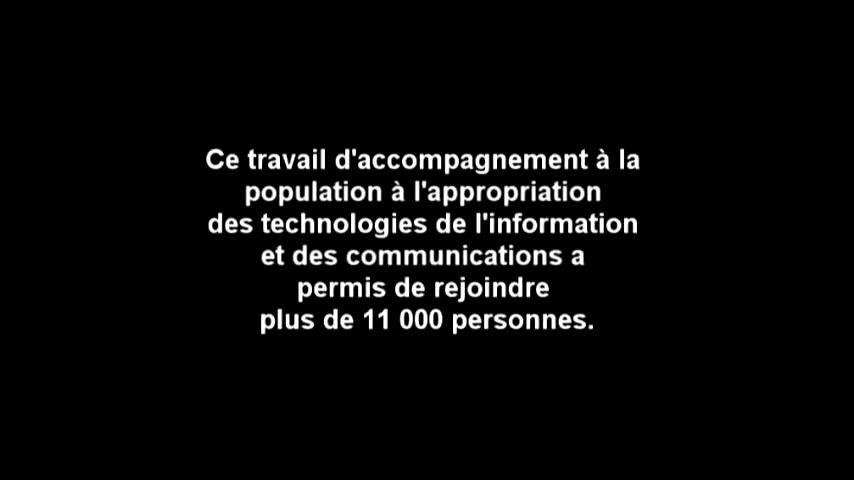 Ce travail d'accompagnement à la
population à l'appropriation
des technologies de l'information
et des communications a
permis de rejoindre
plus de 11 000 personnes.